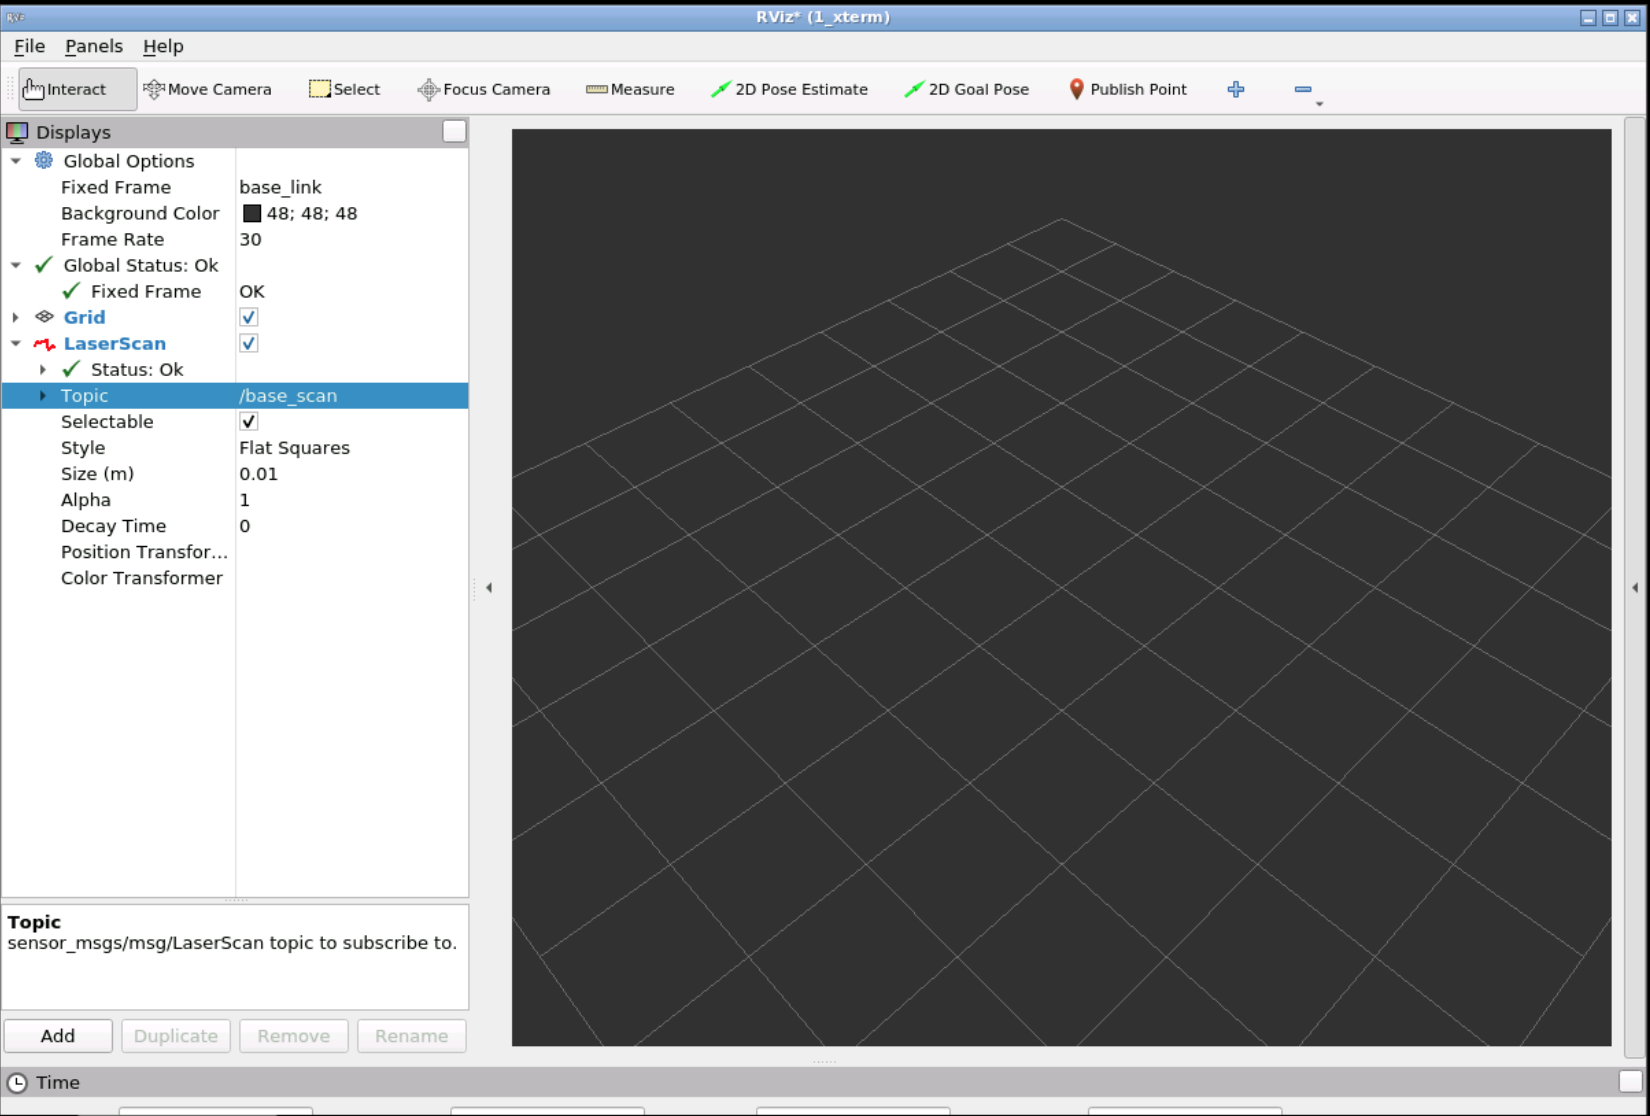 RViz* (1_xterm)
File Panels Help
Interact Move Camera Select Focus Camera Measure 2D Pose Estimate 2D Goal Pose Publish Point
Displays
Global Options
Fixed Frame base_link
Background Color 48; 48; 48
Frame Rate 30
Global Status: Ok
Fixed Frame OK
Grid
LaserScan
Status: Ok
Topic /base_scan
Selectable
Style Flat Squares
Size (m) 0.01
Alpha 1
Decay Time 0
Position Transfor...
Color Transformer
Topic
sensor_msgs/msg/LaserScan topic to subscribe to.
Add Duplicate Remove Rename
Time